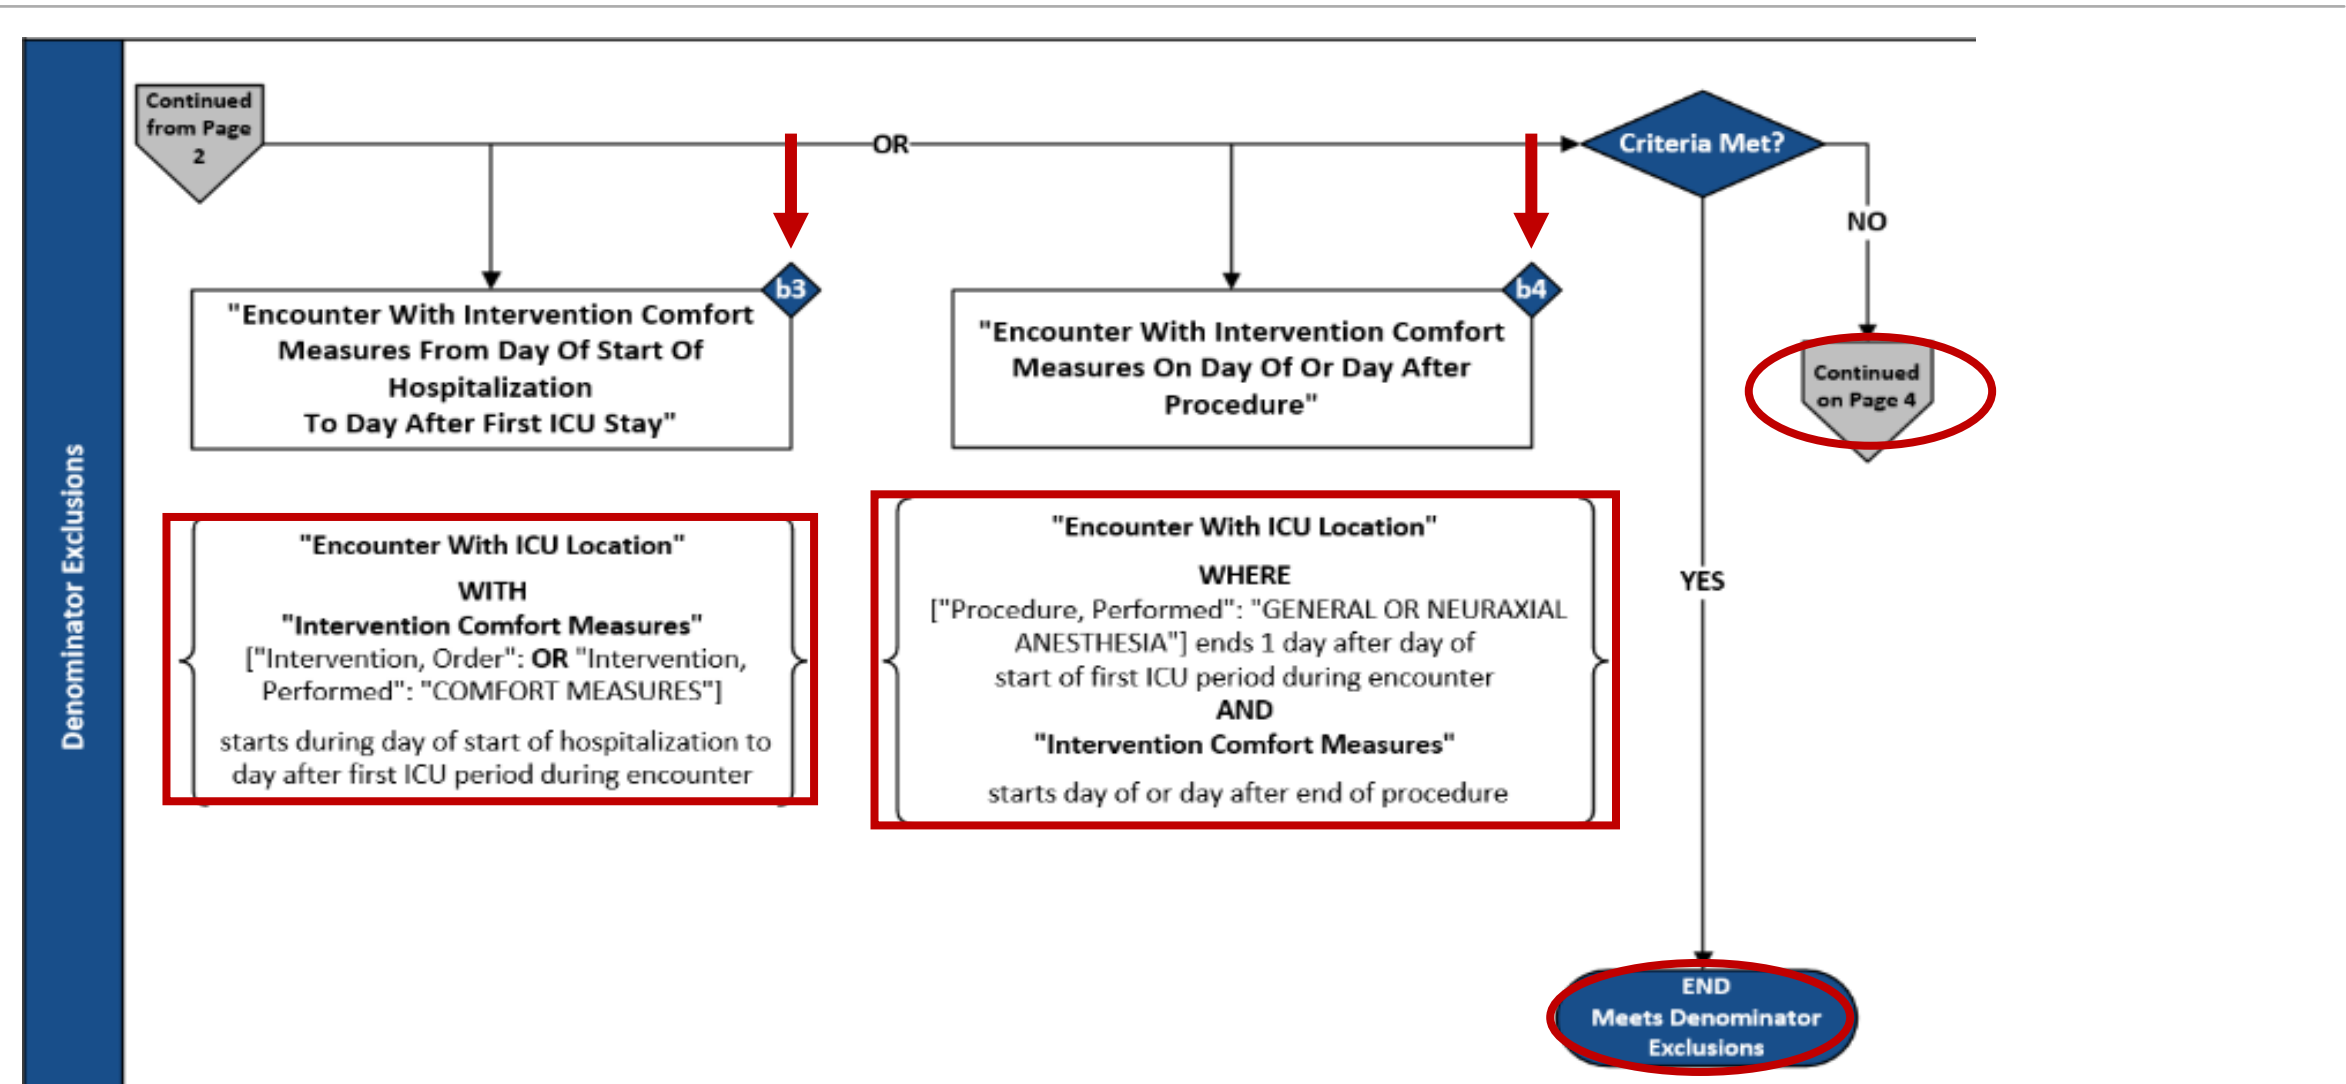 Denominator Exclusions
Continued
from Page
2
OR
Criteria Met?
NO
YES
b3
"Encounter With Intervention Comfort
Measures From Day Of Start Of
Hospitalization
To Day After First ICU Stay"
b4
"Encounter With Intervention Comfort
Measures On Day Of Or Day After
Procedure"
Continued
on Page 4
"Encounter With ICU Location"
WITH
"Intervention Comfort Measures"
["Intervention, Order": OR "Intervention,
Performed": "COMFORT MEASURES"]
starts during day of start of hospitalization to
day after first ICU period during encounter
"Encounter With ICU Location"
WHERE
["Procedure, Performed": "GENERAL OR NEURAXIAL
ANESTHESIA"] ends 1 day after day of
start of first ICU period during encounter
AND
"Intervention Comfort Measures"
starts day of or day after end of procedure
END
Meets Denominator
Exclusions